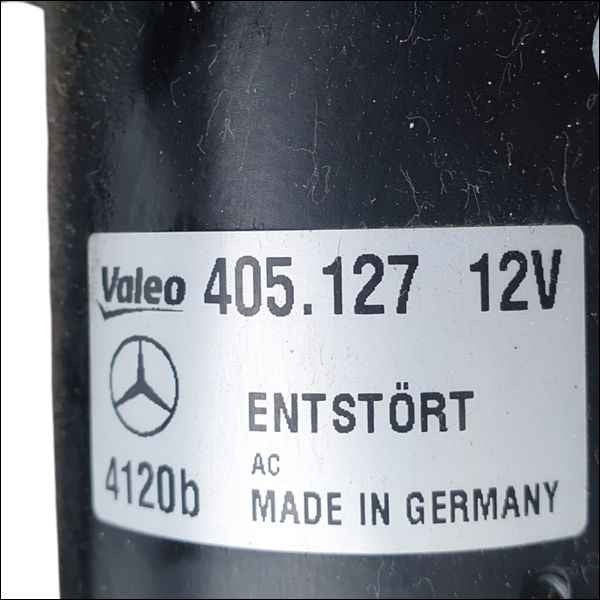 Valeo 405.127 12V
ENTSTÖRT
AC
4120b MADE IN GERMANY